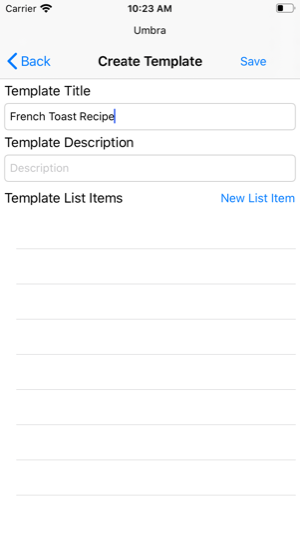 Carrier 10:23 AM
Umbra
Back Create Template Save
Template Title
French Toast Recipe
Template Description
Description
Template List Items New List Item